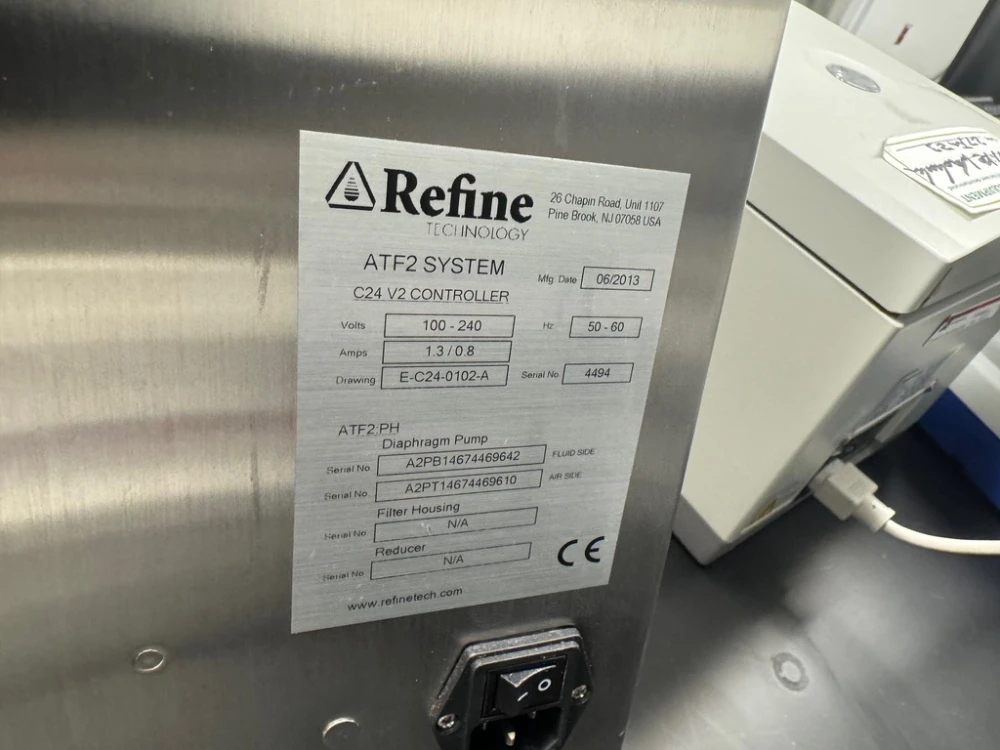 Refine
TECHNOLOGY
26 Chapin Road, Unit 1107
Pine Brook, NJ 07058 USA
ATF2 SYSTEM
Mfg. Date 06/2013
C24 V2 CONTROLLER
Volts 100 - 240 Hz 50 - 60
Amps 1.3 / 0.8
Drawing E-C24-0102-A Serial No. 4494
ATF2:PH
Diaphragm Pump
Serial No. A2PB14674469642 FLUID SIDE
Serial No. A2PT14674469610 AIR SIDE
Filter Housing
Serial No. N/A
Reducer
Serial No. N/A
CE
www.refinetech.com